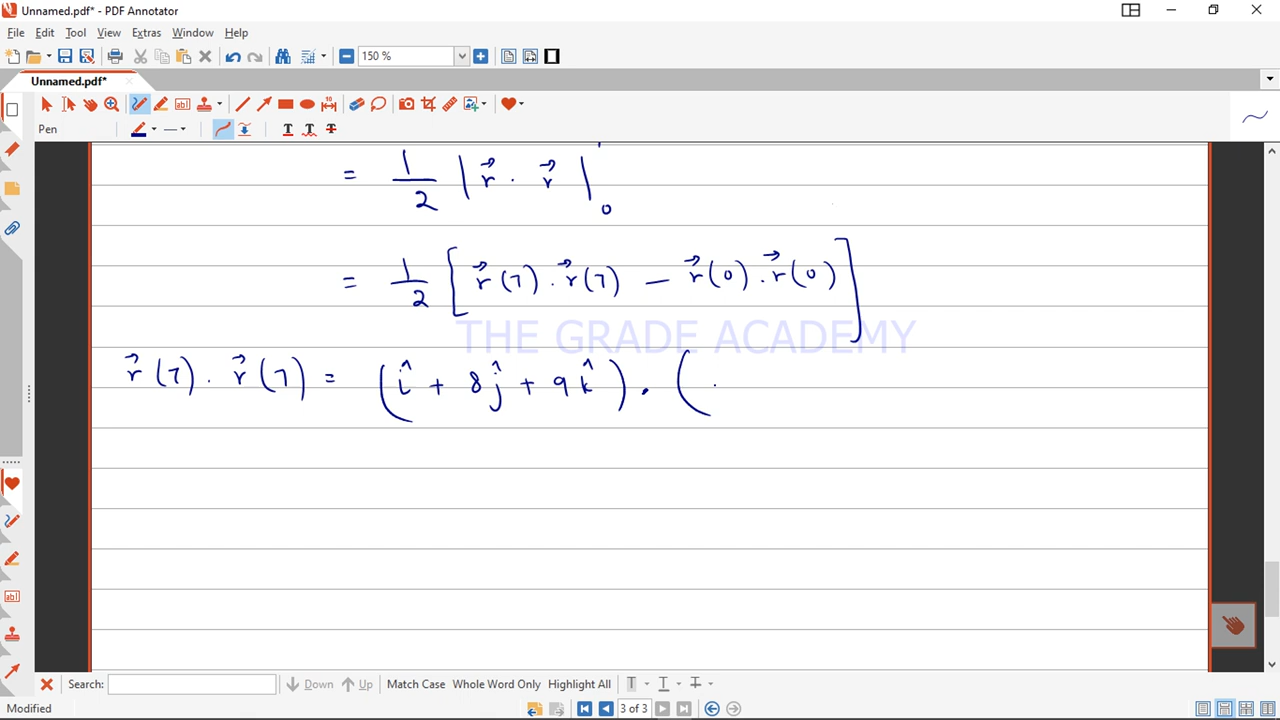 Unnamed.pdf* - PDF Annotator
File Edit Tool View Extras Window Help
150 %
Unnamed.pdf*
Pen
= 1/2 | r⃗ . r⃗ |₀
= 1/2 [ r⃗(7) . r⃗(7) — r⃗(0) . r⃗(0) ]
THE GRADE ACADEMY
r⃗(7) . r⃗(7) = (î + 8ĵ + 9k̂) . (
Search: Down Up Match Case Whole Word Only Highlight All T T T
Modified 3 of 3